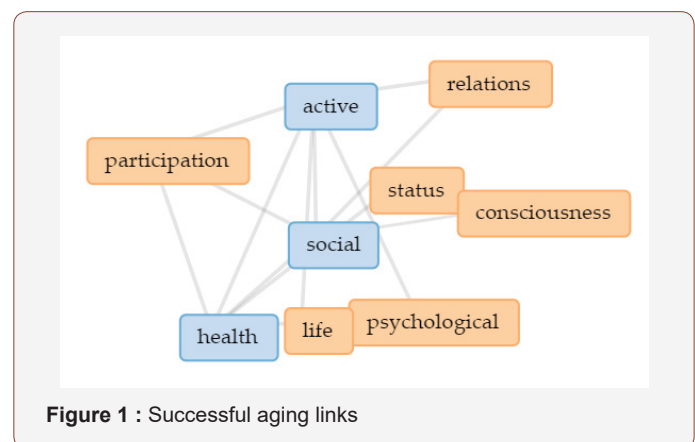 relations
active
participation
status
consciousness
social
psychological
life
health
Figure 1 : Successful aging links